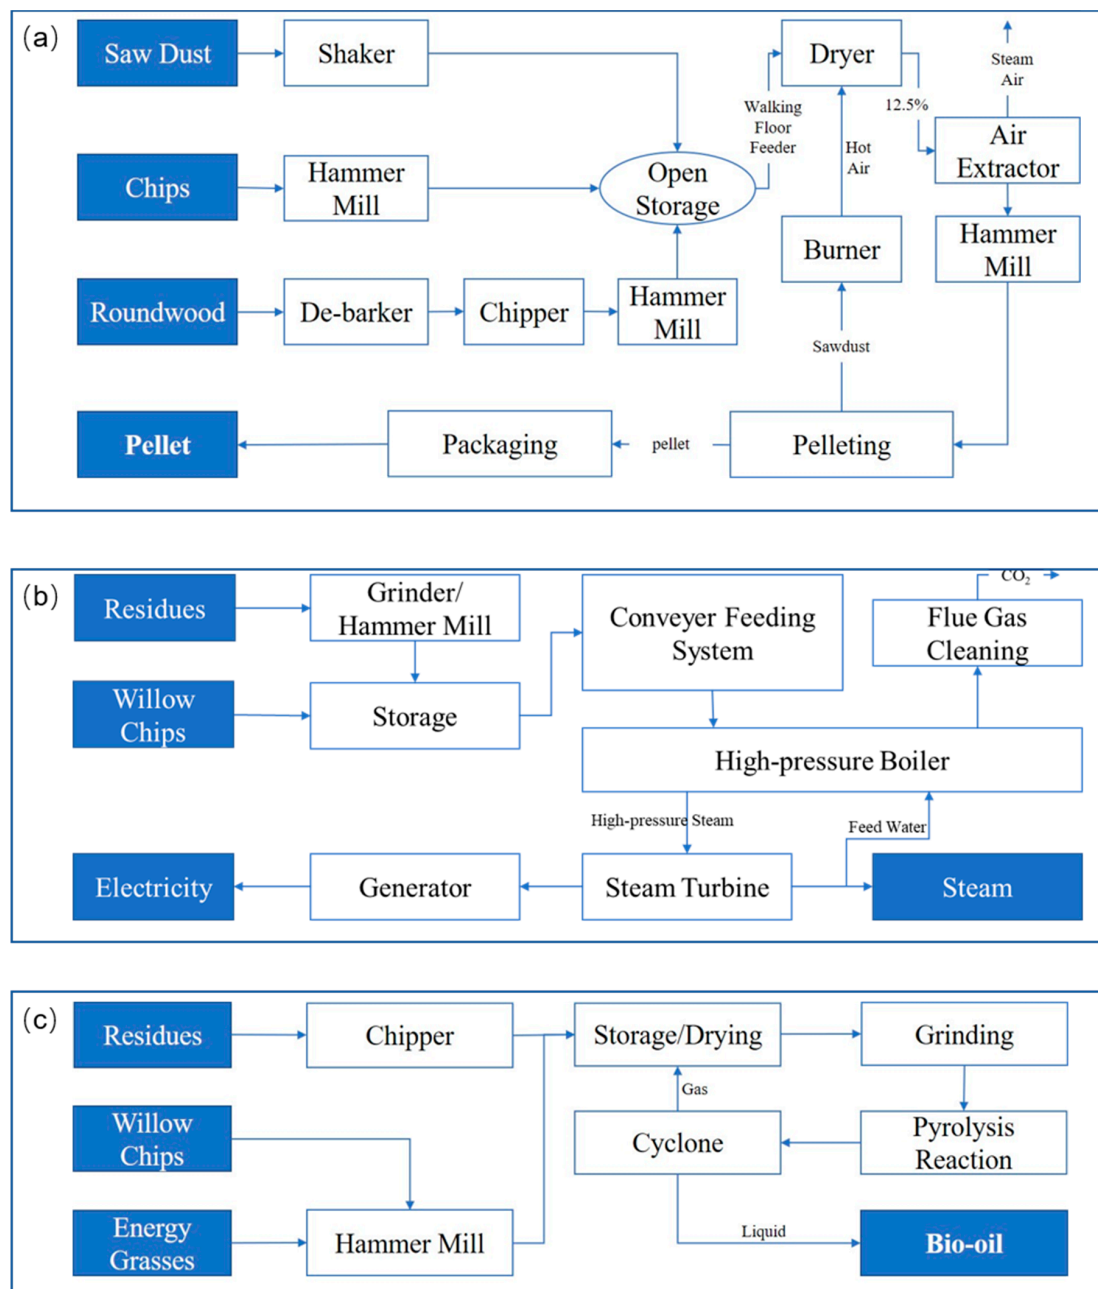 (a)
Saw Dust
Shaker
Dryer
Steam
Air
12.5%
Walking
Floor
Feeder
Hot
Air
Air
Extractor
Chips
Hammer
Mill
Open
Storage
Burner
Hammer
Mill
Roundwood
De-barker
Chipper
Hammer
Mill
Sawdust
Pellet
Packaging
pellet
Pelleting
(b)
Residues
Grinder/
Hammer Mill
Conveyer Feeding
System
CO2
Flue Gas
Cleaning
Willow
Chips
Storage
High-pressure Boiler
High-pressure Steam
Feed Water
Electricity
Generator
Steam Turbine
Steam
(c)
Residues
Chipper
Storage/Drying
Grinding
Gas
Willow
Chips
Cyclone
Pyrolysis
Reaction
Energy
Grasses
Hammer Mill
Liquid
Bio-oil